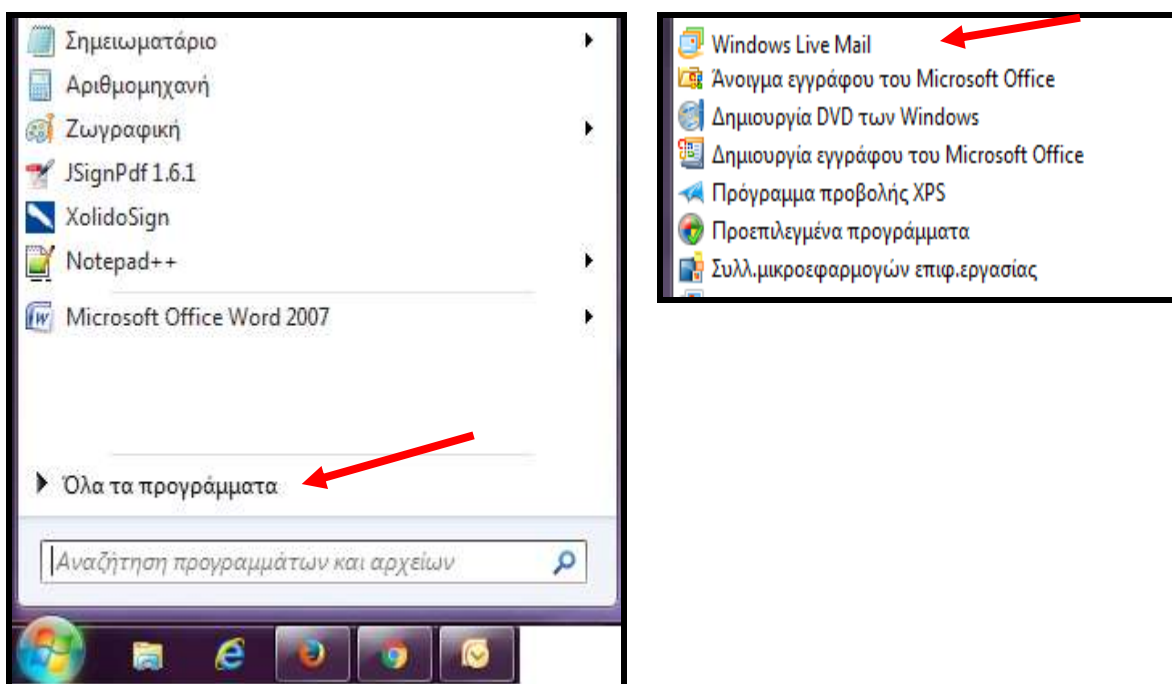 Σημειωματάριο
Αριθμομηχανή
Ζωγραφική
JSignPdf 1.6.1
XolidoSign
Notepad++
Microsoft Office Word 2007
Όλα τα προγράμματα
Αναζήτηση προγραμμάτων και αρχείων
Windows Live Mail
Άνοιγμα εγγράφου του Microsoft Office
Δημιουργία DVD των Windows
Δημιουργία εγγράφου του Microsoft Office
Πρόγραμμα προβολής XPS
Προεπιλεγμένα προγράμματα
Συλλ.μικροεφαρμογών επιφ.εργασίας